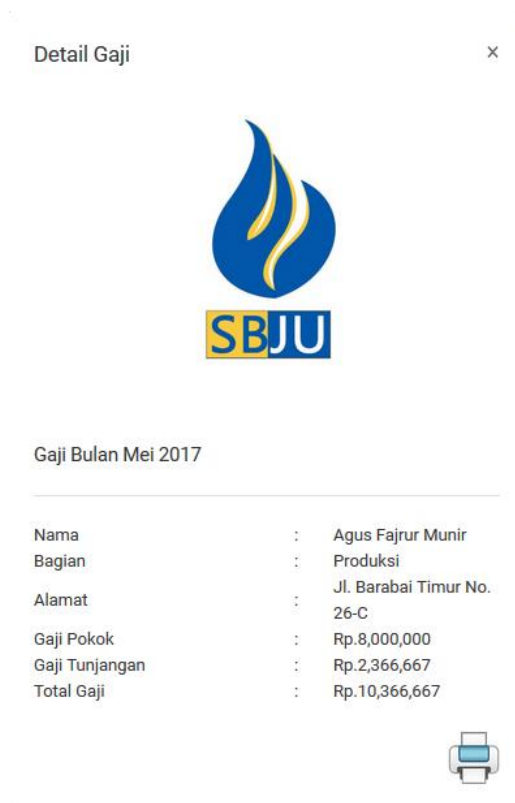 Detail Gaji ×
SBJU
Gaji Bulan Mei 2017
Nama : Agus Fajrur Munir
Bagian : Produksi
Alamat : Jl. Barabai Timur No.
26-C
Gaji Pokok : Rp.8,000,000
Gaji Tunjangan : Rp.2,366,667
Total Gaji : Rp.10,366,667